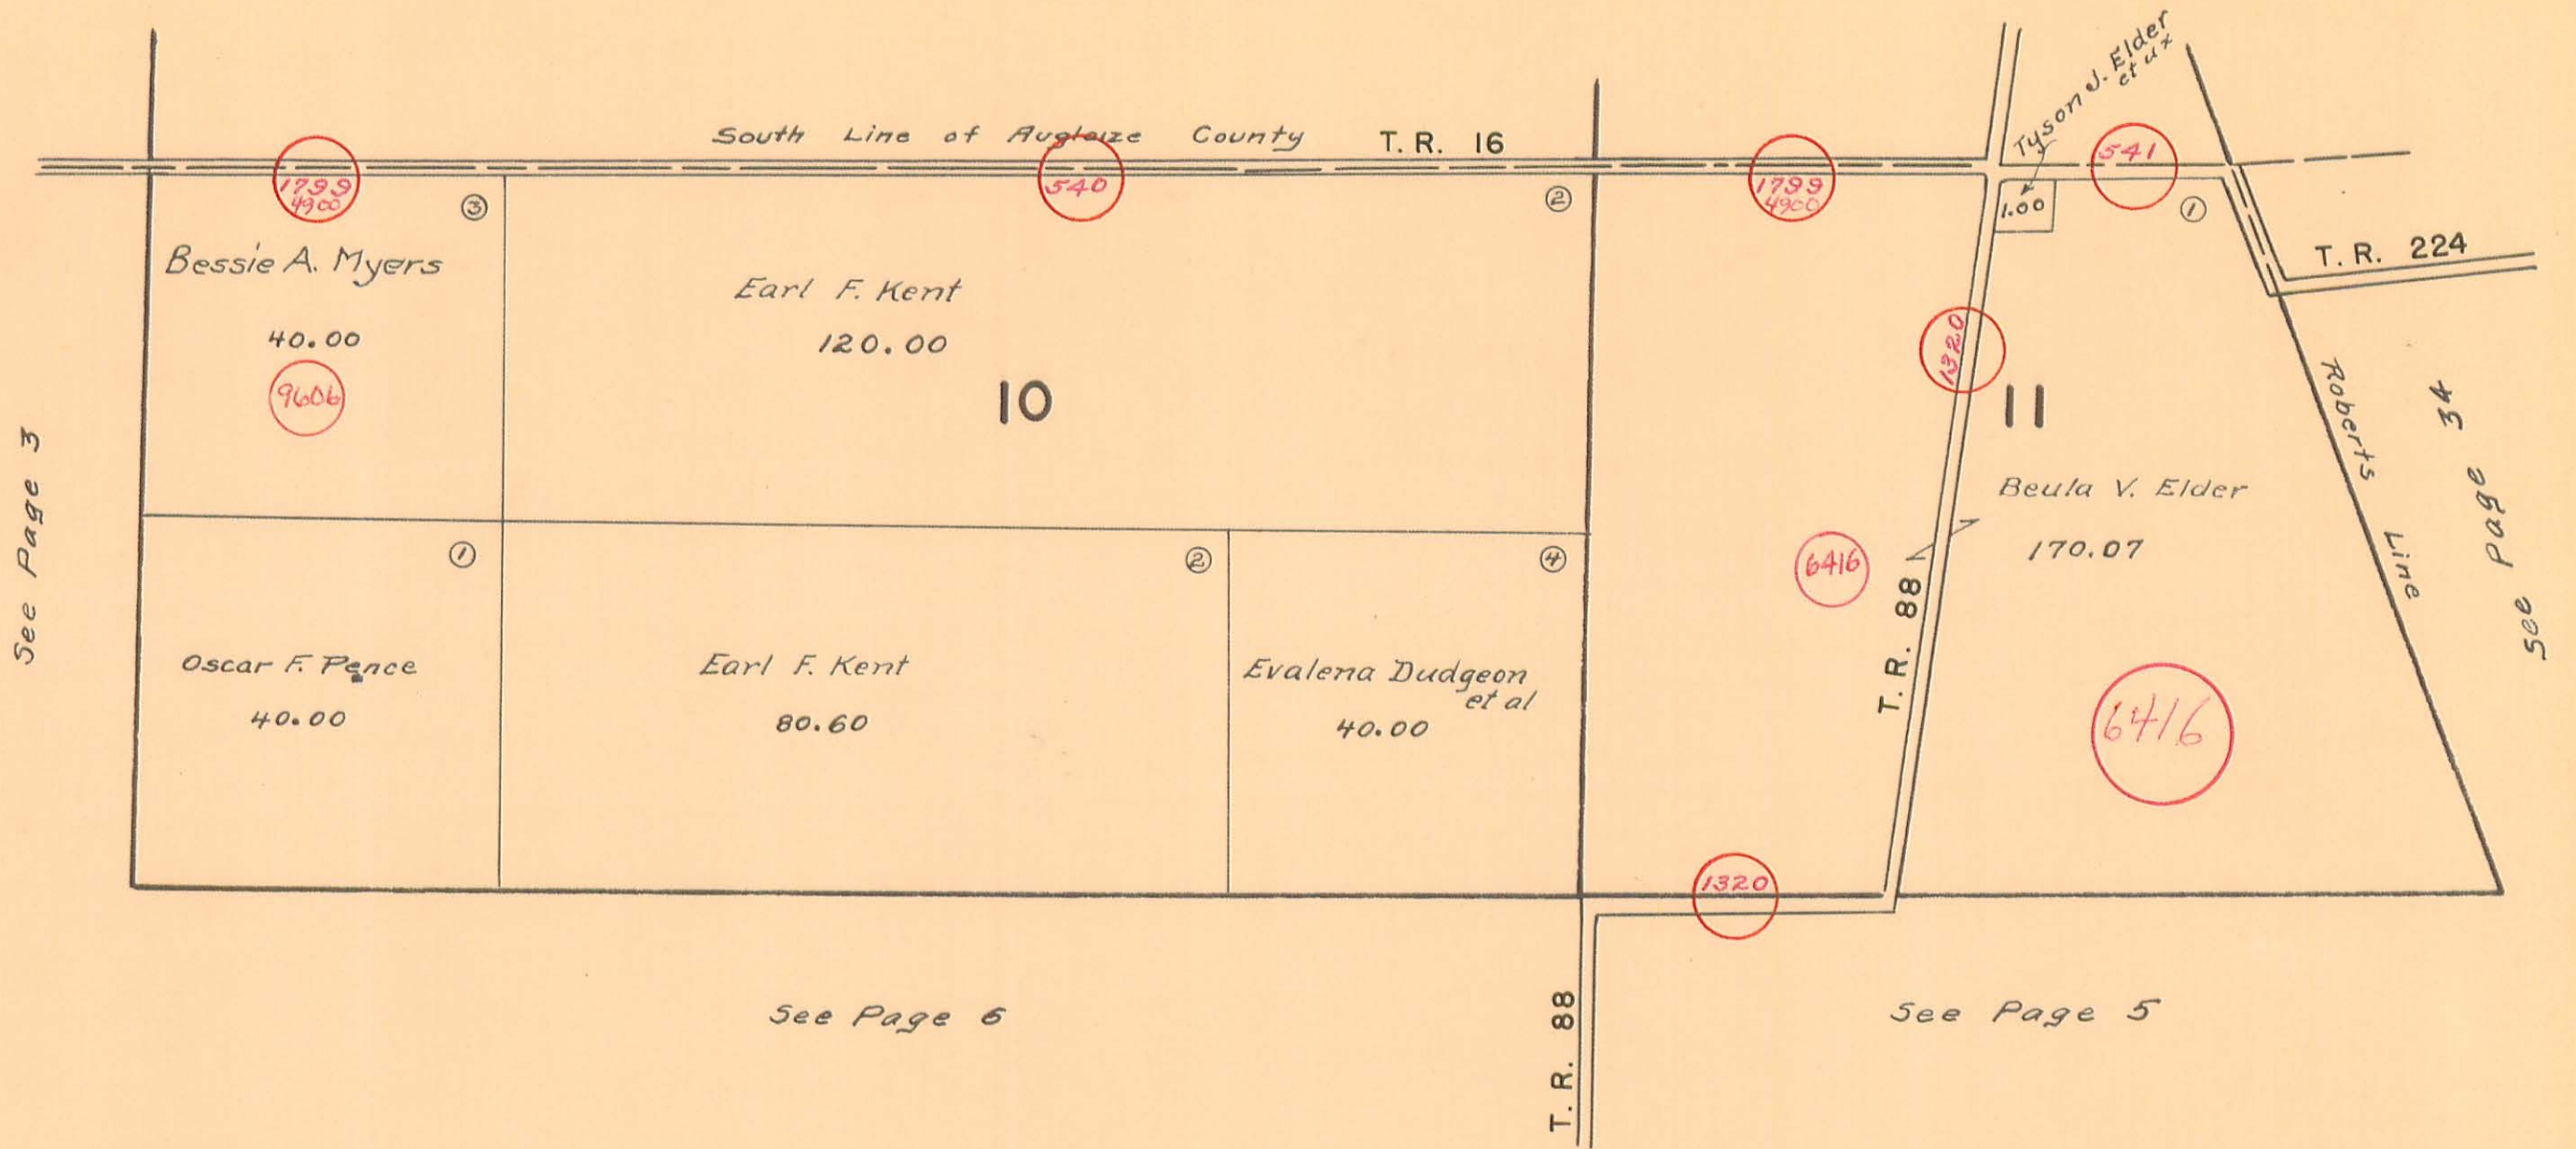 Tyson J. Elder
et ux
South Line of Auglaize County T. R. 16
541
1799
4900
540
1799
4900
3
2
1.00
1
T. R. 224
Bessie A. Myers
40.00
9606
Earl F. Kent
120.00
10
1320
11
Roberts Line
See Page 34
See Page 3
Beula V. Elder
170.07
6416
T. R. 88
1
2
4
Oscar F. Pence
40.00
Earl F. Kent
80.60
Evalena Dudgeon
et al
40.00
6416
1320
See Page 6
T. R. 88
See Page 5